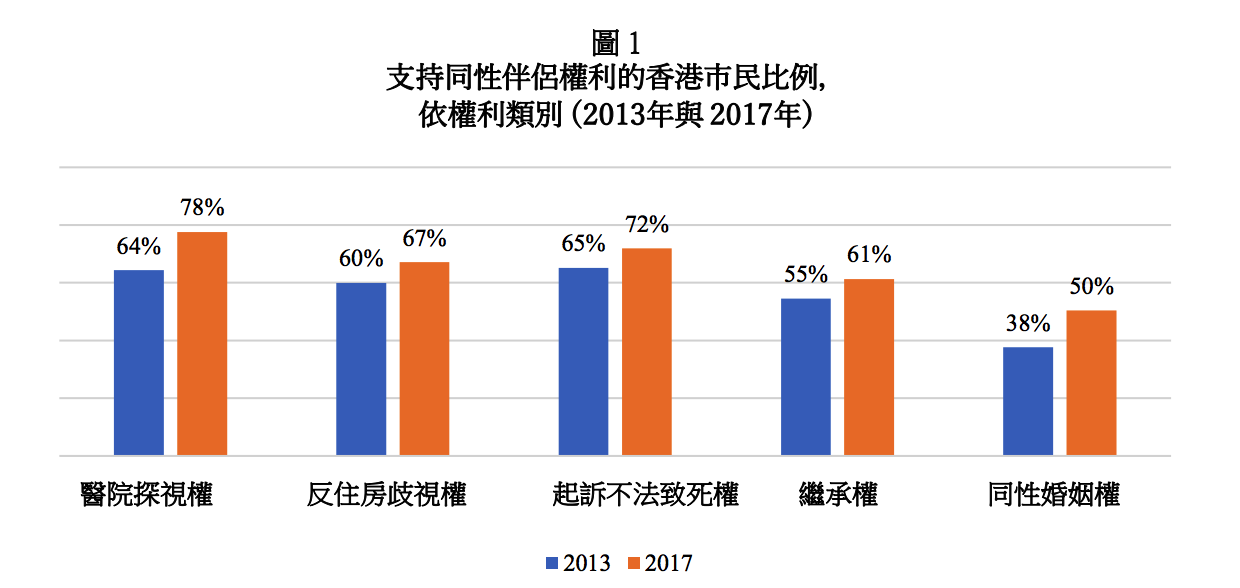 圖 1
支持同性伴侶權利的香港市民比例,
依權利類別 (2013年與 2017年)
64%
78%
60%
67%
65%
72%
55%
61%
38%
50%
醫院探視權
反住房歧視權
起訴不法致死權
繼承權
同性婚姻權
2013 2017